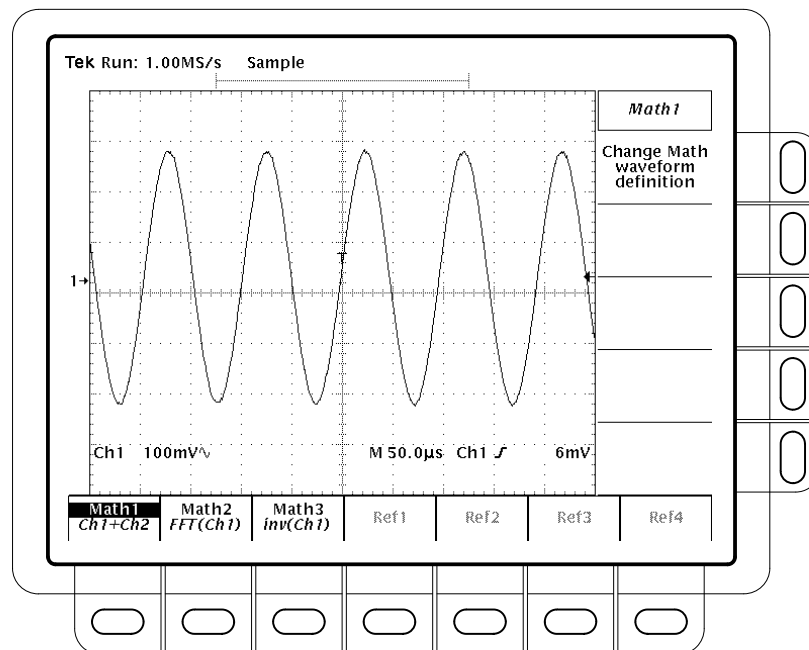 Tek Run: 1.00MS/s Sample
Math1
Change Math
waveform
definition
T
1→
Ch1 100mV∿ M 50.0µs Ch1 ƒ 6mV
Math1
Ch1+Ch2
Math2
FFT(Ch1)
Math3
inv(Ch1)
Ref1
Ref2
Ref3
Ref4